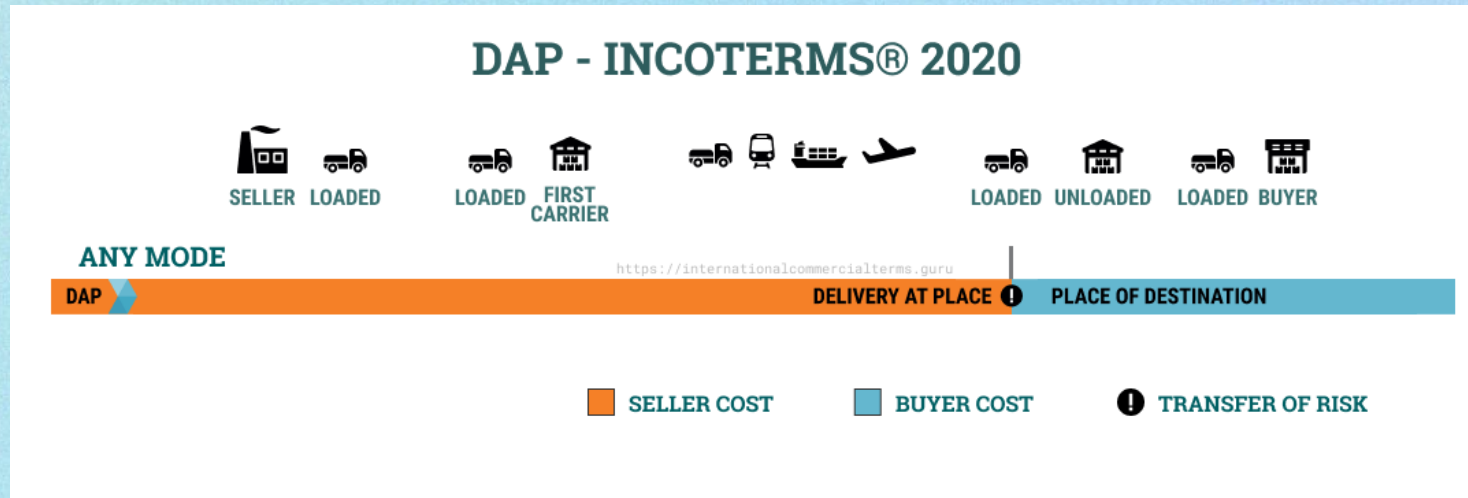 DAP - INCOTERMS® 2020
SELLER LOADED LOADED FIRST CARRIER LOADED UNLOADED LOADED BUYER
ANY MODE
https://internationalcommercialterms.guru
DAP DELIVERY AT PLACE ! PLACE OF DESTINATION
SELLER COST BUYER COST ! TRANSFER OF RISK